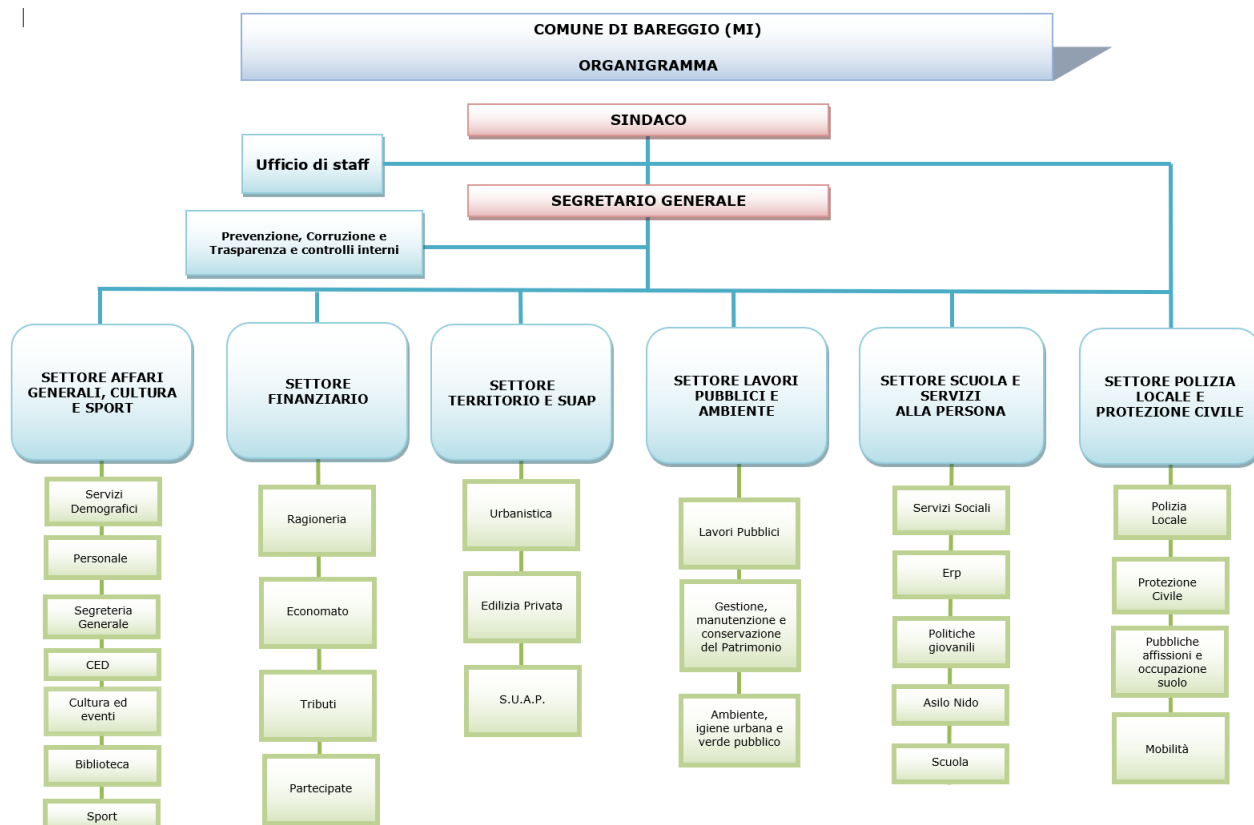 COMUNE DI BAREGGIO (MI)
ORGANIGRAMMA
SINDACO
Ufficio di staff
SEGRETARIO GENERALE
Prevenzione, Corruzione e
Trasparenza e controlli interni
SETTORE AFFARI
GENERALI, CULTURA
E SPORT
SETTORE
FINANZIARIO
SETTORE
TERRITORIO E SUAP
SETTORE LAVORI
PUBBLICI E
AMBIENTE
SETTORE SCUOLA E
SERVIZI
ALLA PERSONA
SETTORE POLIZIA
LOCALE E
PROTEZIONE CIVILE
Servizi
Demografici
Personale
Segreteria
Generale
CED
Cultura ed
eventi
Biblioteca
Sport
Ragioneria
Economato
Tributi
Partecipate
Urbanistica
Edilizia Privata
S.U.A.P.
Lavori Pubblici
Gestione,
manutenzione e
conservazione
del Patrimonio
Ambiente,
igiene urbana e
verde pubblico
Servizi Sociali
Erp
Politiche
giovanili
Asilo Nido
Scuola
Polizia
Locale
Protezione
Civile
Pubbliche
affissioni e
occupazione
suolo
Mobilità